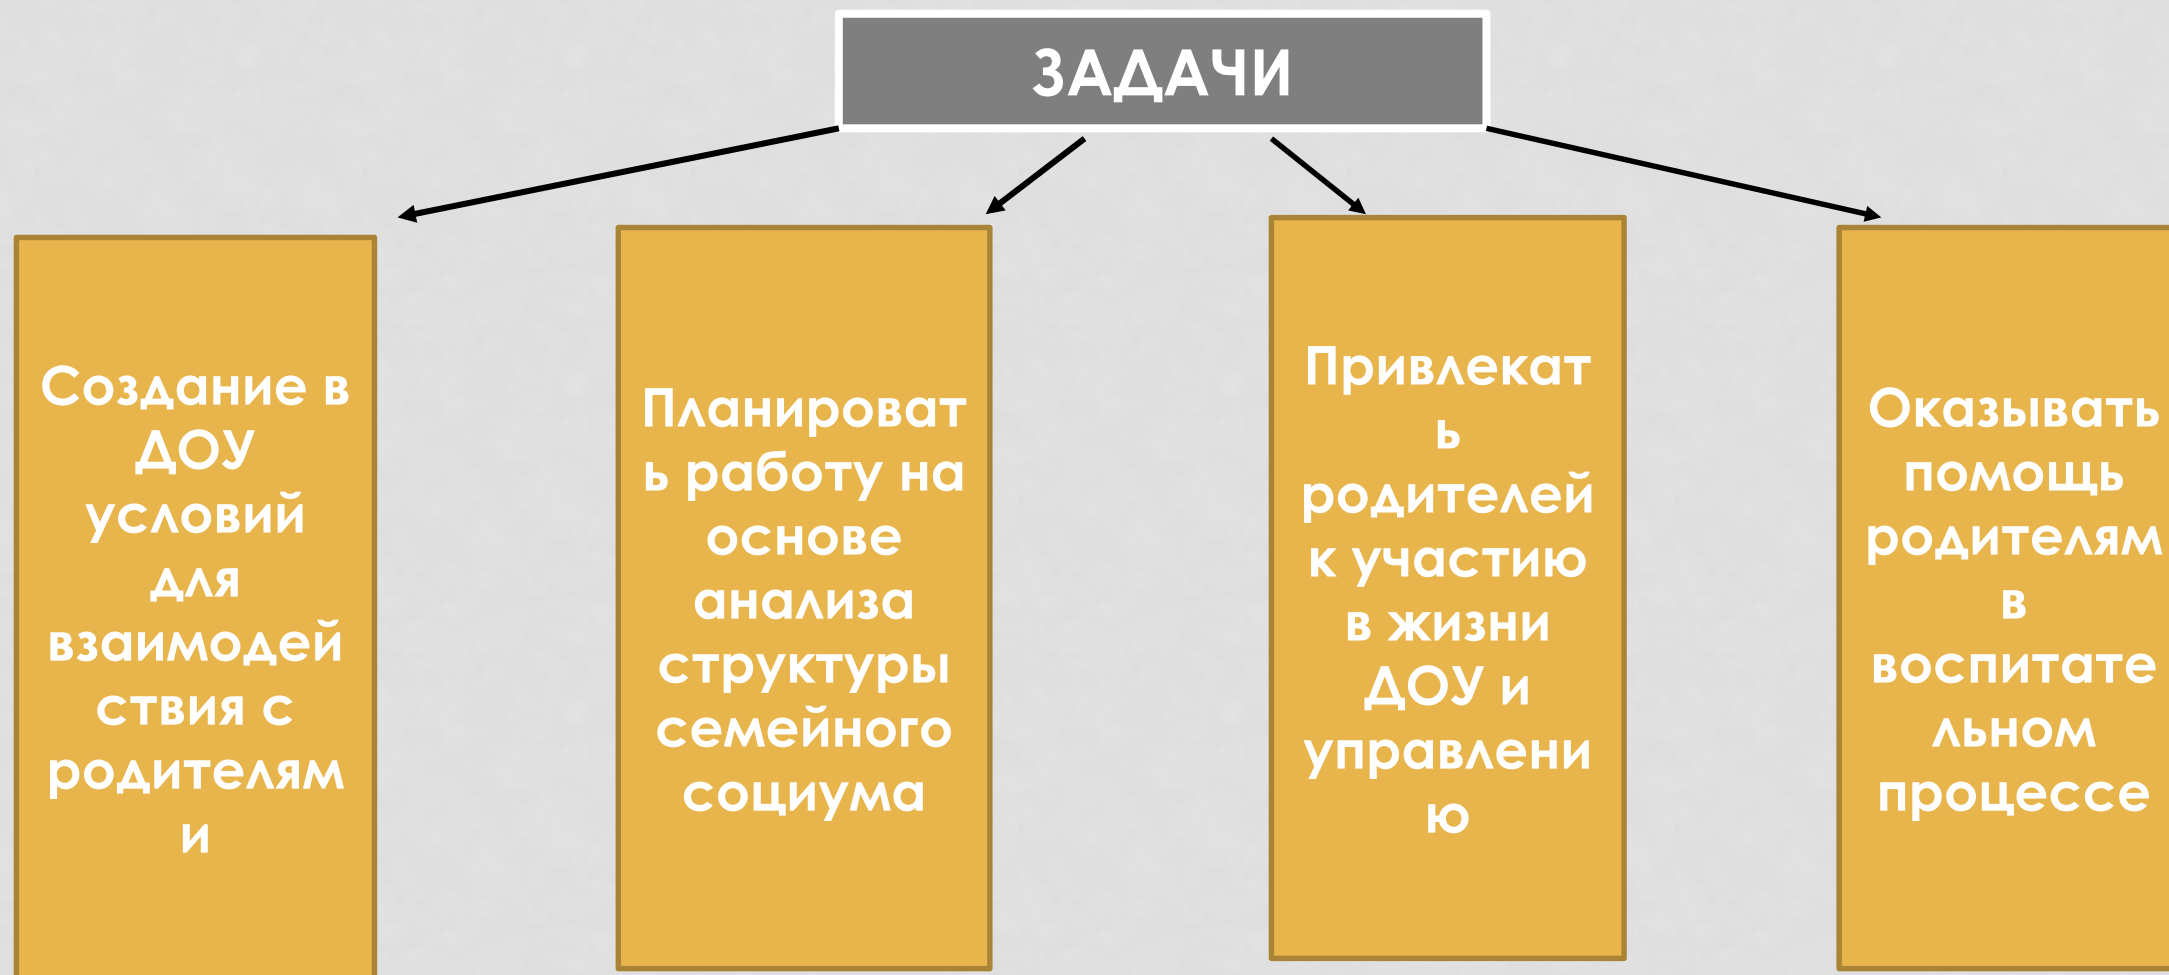 ЗАДАЧИ
Создание в
ДОУ
условий
для
взаимодей
ствия с
родителям
и
Планироват
ь работу на
основе
анализа
структуры
семейного
социума
Привлекат
ь
родителей
к участию
в жизни
ДОУ и
управлени
ю
Оказывать
помощь
родителям
в
воспитате
льном
процессе